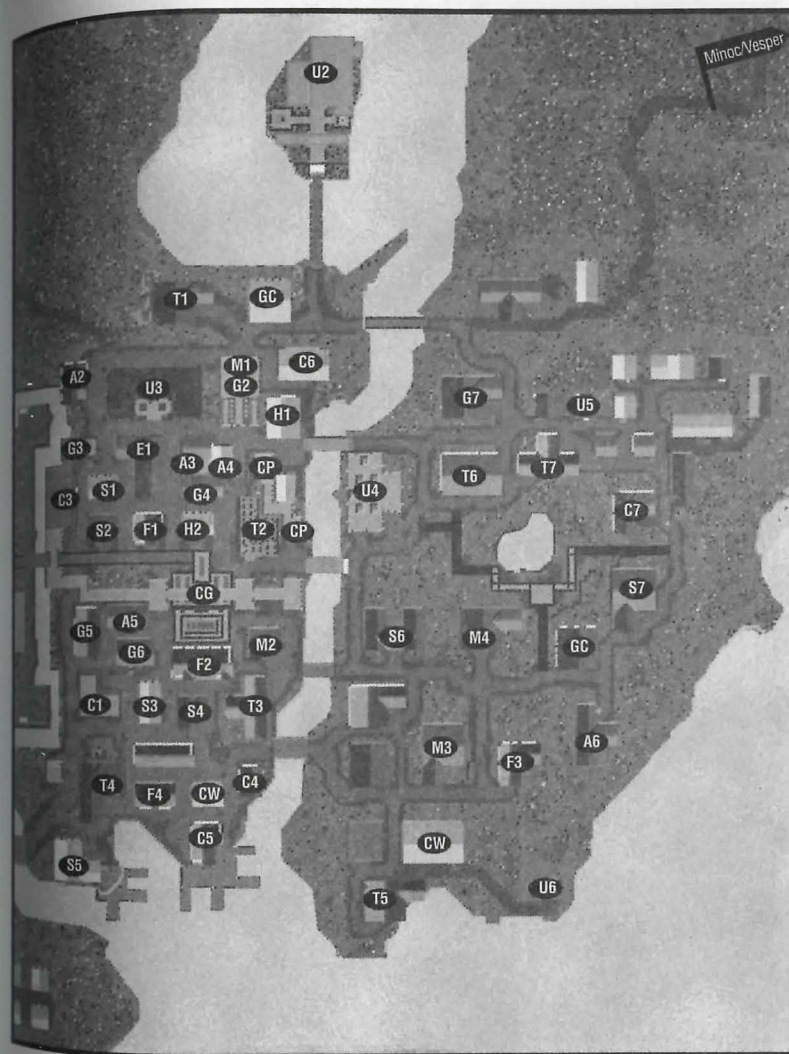 Minoc/Vesper
U2
T1
GC
M1
C6
A2
G2
U3
G7
H1
U5
G3
E1
A3
A4
CP
T6
T7
S1
G4
U4
C3
C7
S2
F1
H2
T2
CP
CG
S7
G5
A5
S6
M4
G6
M2
GC
F2
C1
S3
S4
T3
M3
A6
F3
T4
C4
F4
CW
C5
CW
S5
U6
T5